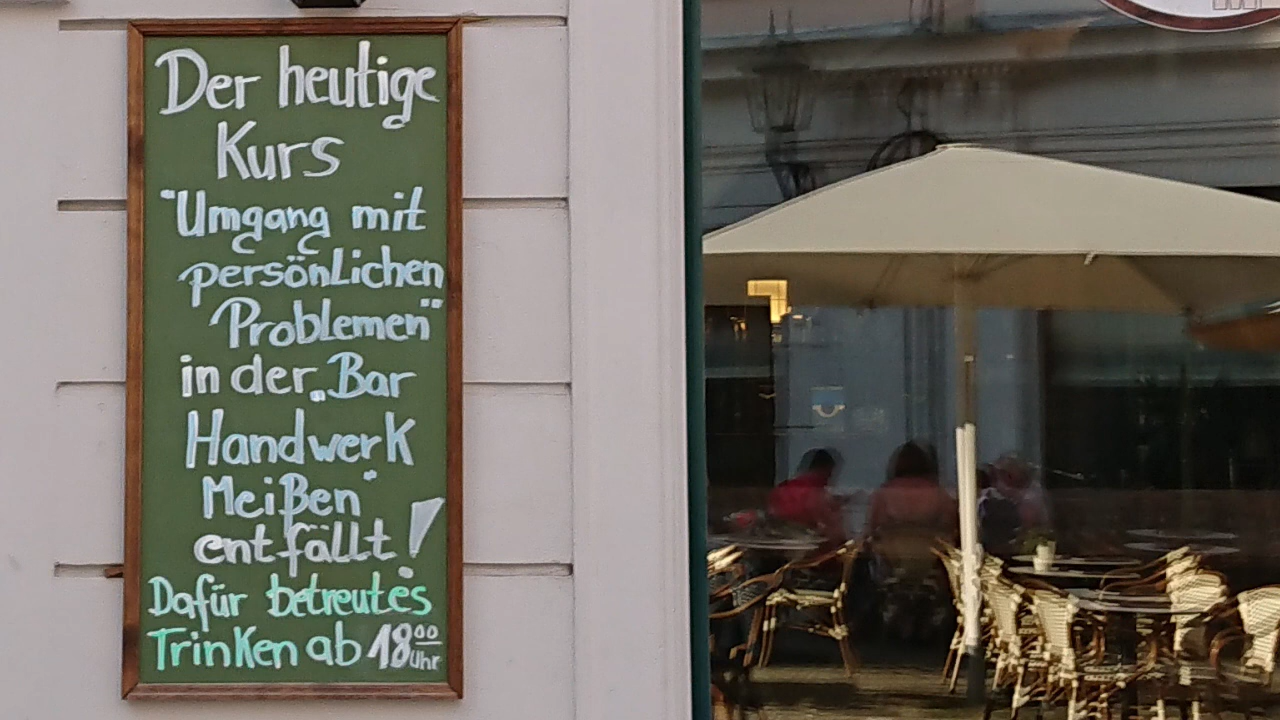 Der heutige
Kurs
"Umgang mit
persönlichen
Problemen"
in der „Bar
Handwerk
Meißen"
entfällt!
Dafür betreutes
Trinken ab 18⁰⁰ Uhr